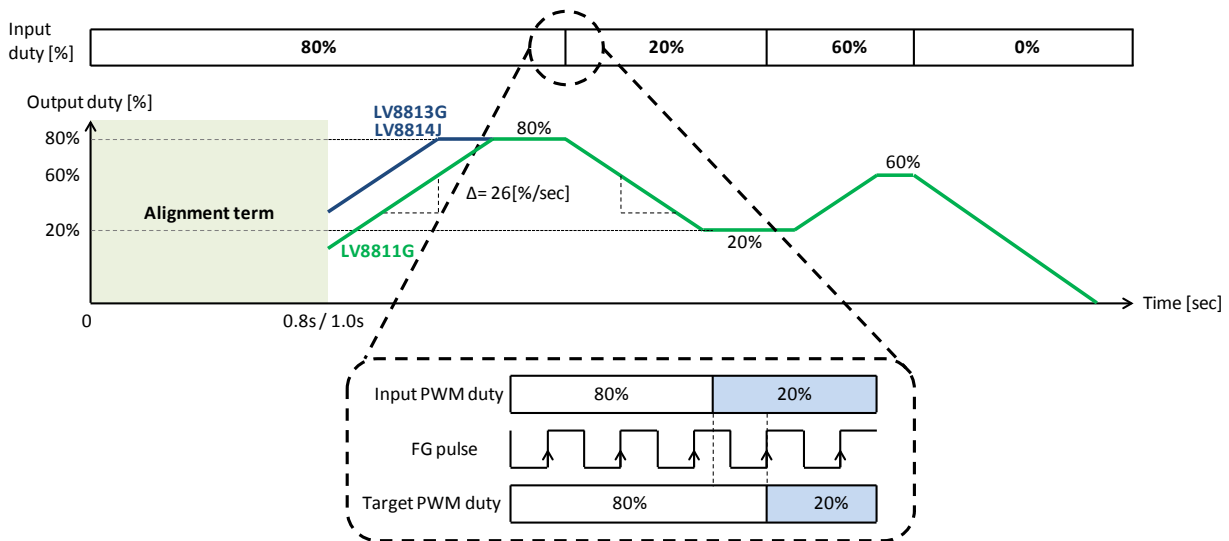 Input
duty [%]
80%
20%
60%
0%
Output duty [%]
80%
60%
20%
Alignment term
LV8813G
LV8814J
LV8811G
80%
Δ= 26[%/sec]
20%
60%
Time [sec]
0
0.8s / 1.0s
Input PWM duty
80%
20%
FG pulse
Target PWM duty
80%
20%